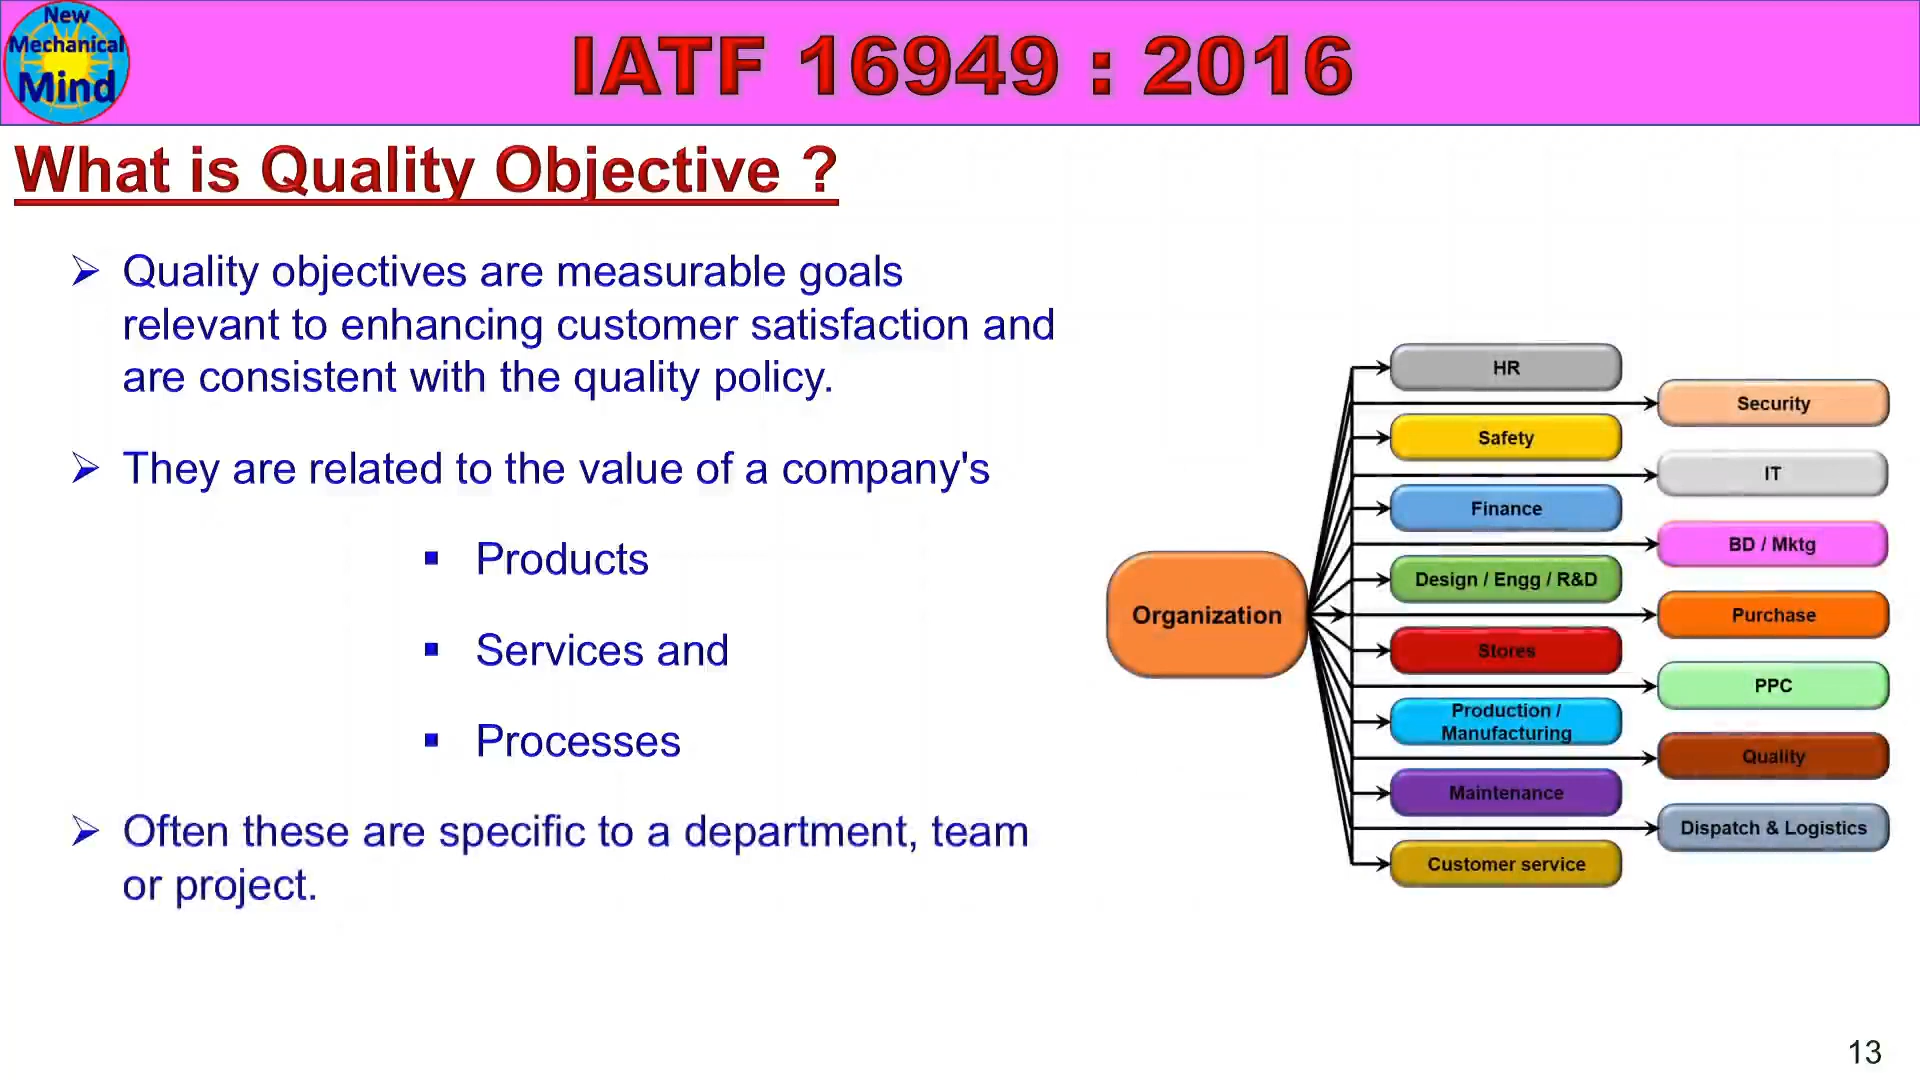 New
Mechanical
Mind
IATF 16949 : 2016
What is Quality Objective ?
Quality objectives are measurable goals
relevant to enhancing customer satisfaction and
are consistent with the quality policy.
They are related to the value of a company's
Products
Services and
Processes
Often these are specific to a department, team
or project.
Organization
HR
Security
Safety
IT
Finance
BD / Mktg
Design / Engg / R&D
Purchase
Stores
PPC
Production /
Manufacturing
Quality
Maintenance
Dispatch & Logistics
Customer service
13